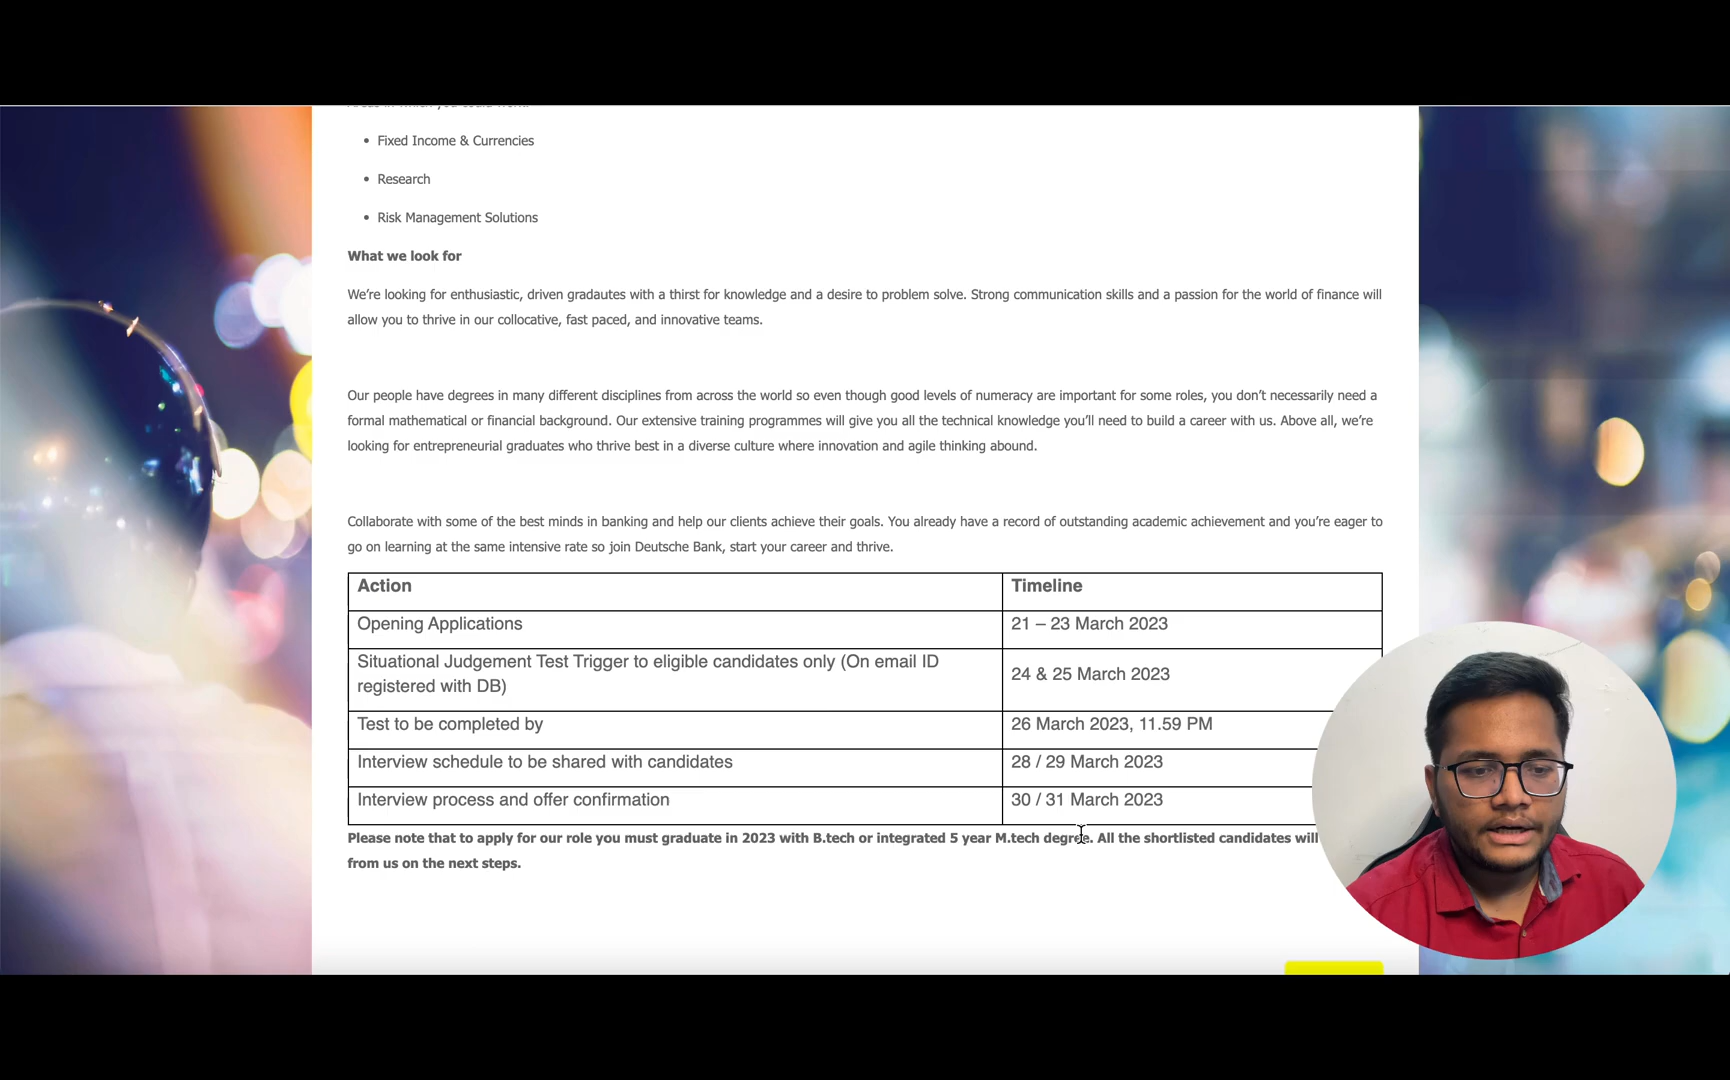 • Fixed Income & Currencies
• Research
• Risk Management Solutions
What we look for
We’re looking for enthusiastic, driven gradautes with a thirst for knowledge and a desire to problem solve. Strong communication skills and a passion for the world of finance will
allow you to thrive in our collocative, fast paced, and innovative teams.
Our people have degrees in many different disciplines from across the world so even though good levels of numeracy are important for some roles, you don’t necessarily need a
formal mathematical or financial background. Our extensive training programmes will give you all the technical knowledge you’ll need to build a career with us. Above all, we’re
looking for entrepreneurial graduates who thrive best in a diverse culture where innovation and agile thinking abound.
Collaborate with some of the best minds in banking and help our clients achieve their goals. You already have a record of outstanding academic achievement and you’re eager to
go on learning at the same intensive rate so join Deutsche Bank, start your career and thrive.
Action Timeline
Opening Applications 21 – 23 March 2023
Situational Judgement Test Trigger to eligible candidates only (On email ID
registered with DB) 24 & 25 March 2023
Test to be completed by 26 March 2023, 11.59 PM
Interview schedule to be shared with candidates 28 / 29 March 2023
Interview process and offer confirmation 30 / 31 March 2023
Please note that to apply for our role you must graduate in 2023 with B.tech or integrated 5 year M.tech degree. All the shortlisted candidates will
from us on the next steps.